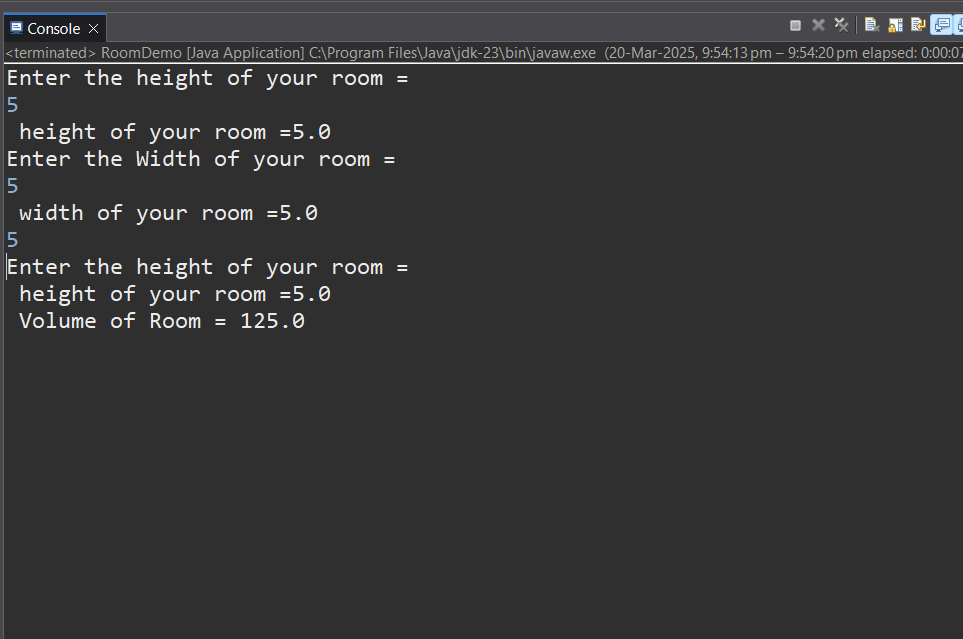 Console
<terminated> RoomDemo [Java Application] C:\Program Files\Java\jdk-23\bin\javaw.exe (20-Mar-2025, 9:54:13 pm – 9:54:20 pm elapsed: 0:00:07
Enter the height of your room =
5
 height of your room =5.0
Enter the Width of your room =
5
 width of your room =5.0
5
Enter the height of your room =
 height of your room =5.0
 Volume of Room = 125.0